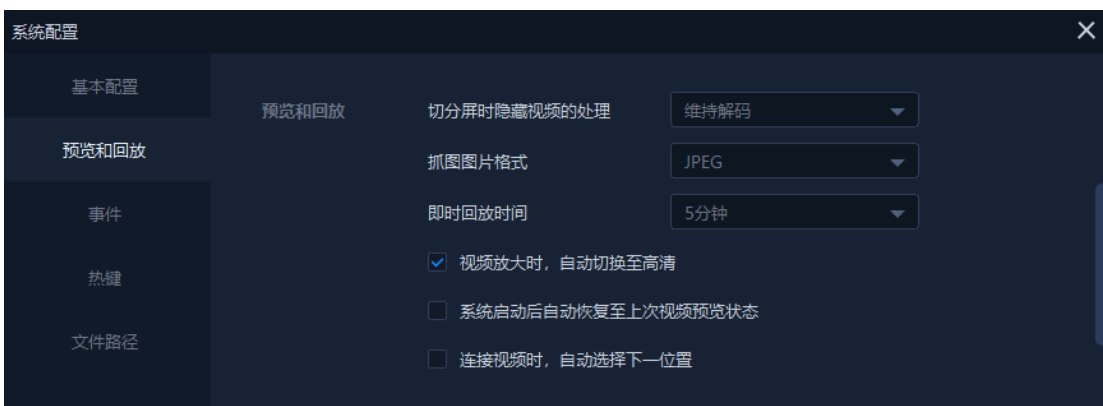 系统配置
基本配置
预览和回放
事件
热键
文件路径
预览和回放
切分屏时隐藏视频的处理 维持解码
抓图图片格式 JPEG
即时回放时间 5分钟
视频放大时，自动切换至高清
系统启动后自动恢复至上次视频预览状态
连接视频时，自动选择下一位置